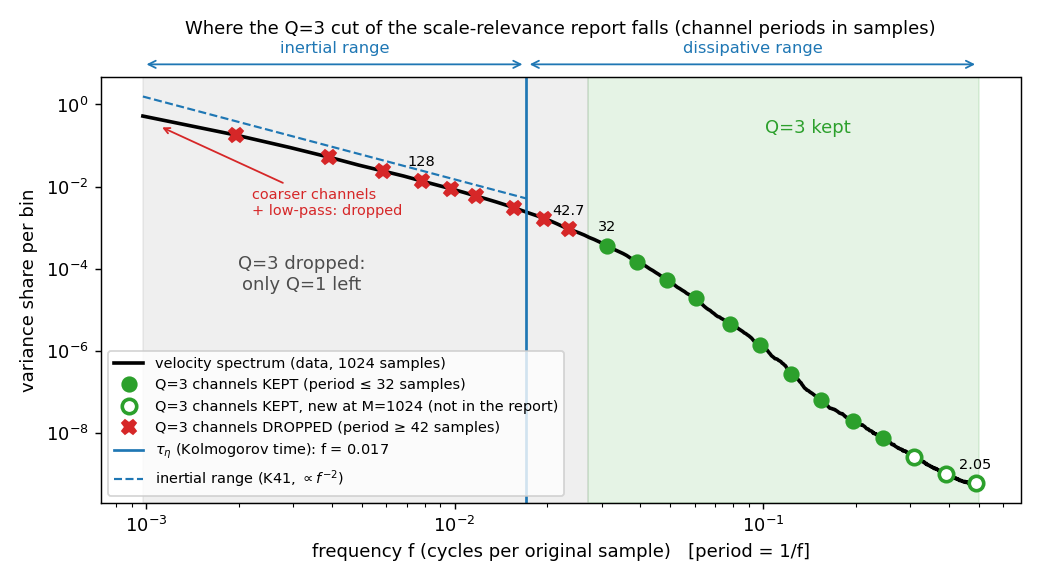 Where the Q=3 cut of the scale-relevance report falls (channel periods in samples)
inertial range
dissipative range
10⁰
10⁻²
10⁻⁴
10⁻⁶
10⁻⁸
variance share per bin
Q=3 kept
128
42.7
32
2.05
coarser channels
+ low-pass: dropped
Q=3 dropped:
only Q=1 left
velocity spectrum (data, 1024 samples)
Q=3 channels KEPT (period ≤ 32 samples)
Q=3 channels KEPT, new at M=1024 (not in the report)
Q=3 channels DROPPED (period ≥ 42 samples)
τ_η (Kolmogorov time): f = 0.017
inertial range (K41, ∝ f⁻²)
10⁻³
10⁻²
10⁻¹
frequency f (cycles per original sample) [period = 1/f]